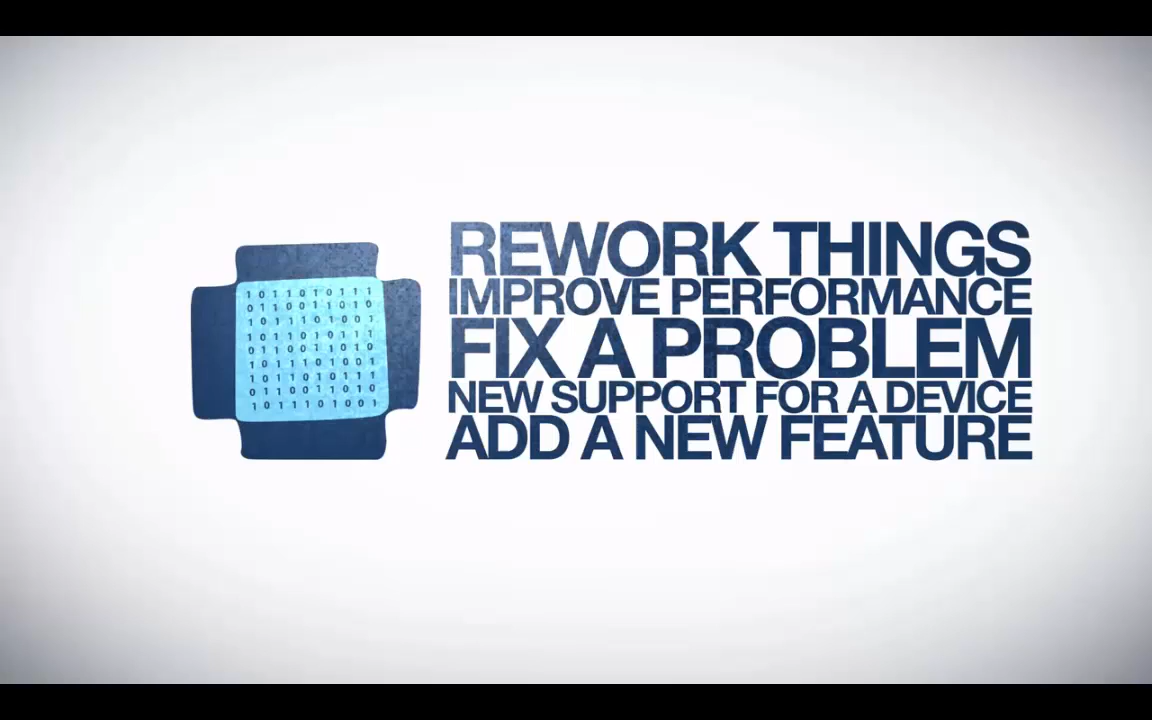 REWORK THINGS
IMPROVE PERFORMANCE
FIX A PROBLEM
NEW SUPPORT FOR A DEVICE
ADD A NEW FEATURE